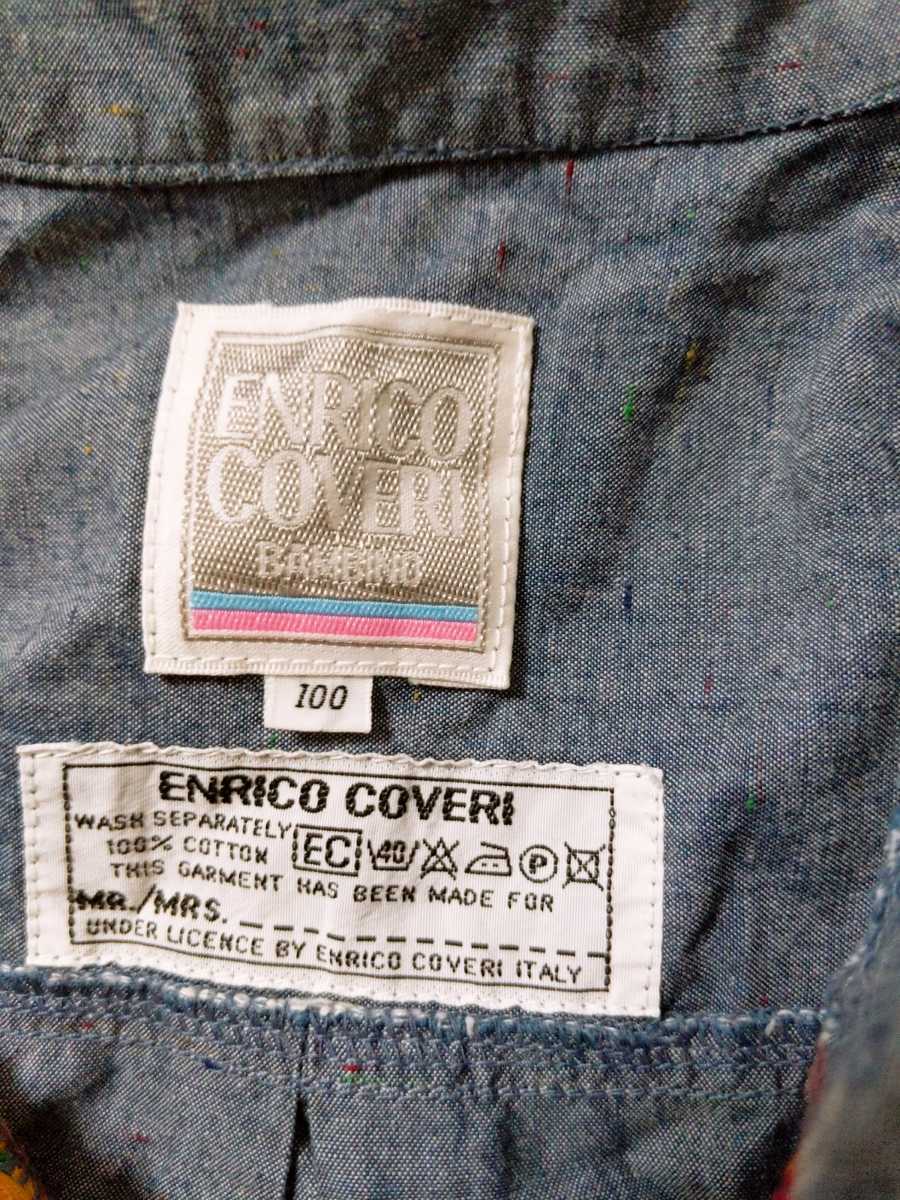 ENRICO
COVERI
BAMBINO
100
ENRICO COVERI
WASH SEPARATELY
100% COTTON EC 40 P
THIS GARMENT HAS BEEN MADE FOR
MR./MRS.
UNDER LICENCE BY ENRICO COVERI ITALY